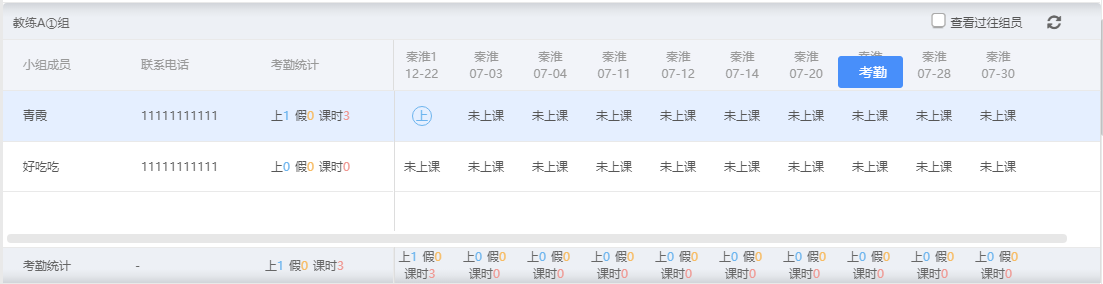 教练A①组 查看过往组员
小组成员 联系电话 考勤统计 秦淮1 秦淮 秦淮 秦淮 秦淮 秦淮 秦淮 秦淮 秦淮 秦淮
12-22 07-03 07-04 07-11 07-12 07-14 07-20 考勤 07-28 07-30
青霞 11111111111 上1 假0 课时3 上 未上课 未上课 未上课 未上课 未上课 未上课 未上课 未上课 未上课
好吃吃 11111111111 上0 假0 课时0 未上课 未上课 未上课 未上课 未上课 未上课 未上课 未上课 未上课 未上课
考勤统计 - 上1 假0 课时3 上1 假0 上0 假0 上0 假0 上0 假0 上0 假0 上0 假0 上0 假0 上0 假0 上0 假0 上0 假0
课时3 课时0 课时0 课时0 课时0 课时0 课时0 课时0 课时0 课时0